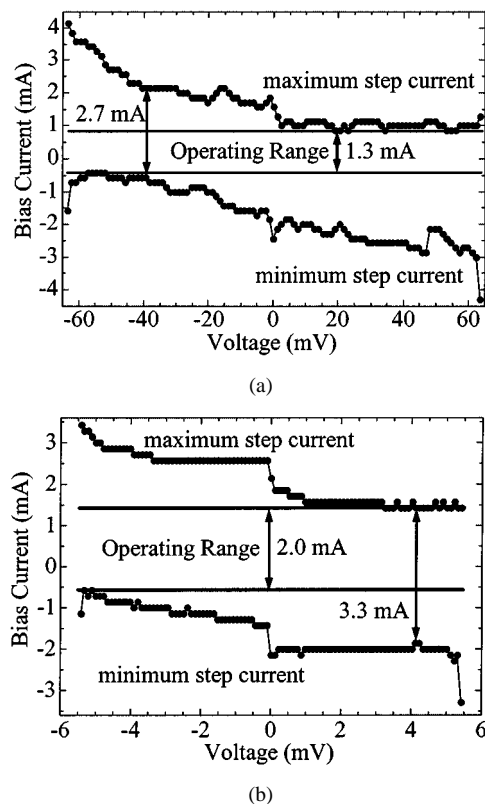 4
3
2
1
0
-1
-2
-3
-4
Bias Current (mA)
maximum step current
2.7 mA
Operating Range
1.3 mA
minimum step current
-60 -40 -20 0 20 40 60
Voltage (mV)
(a)
3
2
1
0
-1
-2
-3
Bias Current (mA)
maximum step current
Operating Range
2.0 mA
3.3 mA
minimum step current
-6 -4 -2 0 2 4 6
Voltage (mV)
(b)